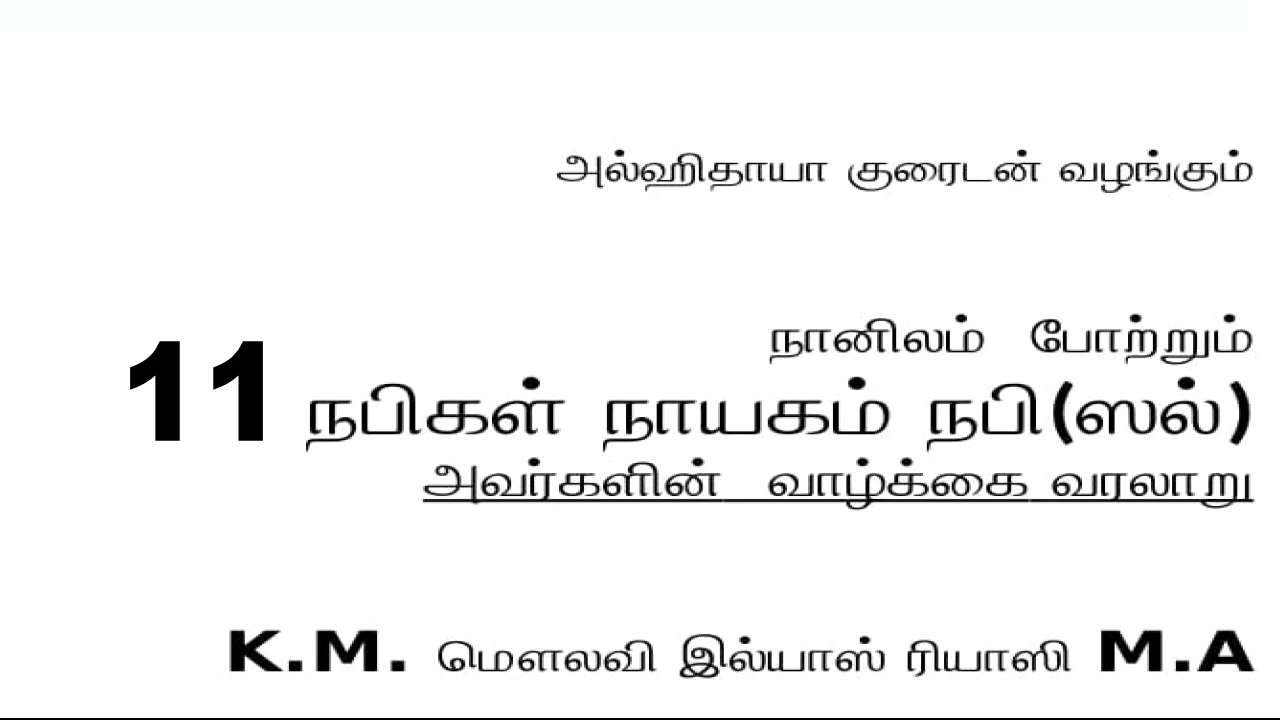 அல்ஹிதாயா குரைடன் வழங்கும்
நானிலம் போற்றும்
11 நபிகள் நாயகம் நபி(ஸல்)
அவர்களின் வாழ்க்கை வரலாறு
K.M. மௌலவி இல்யாஸ் ரியாஸி M.A